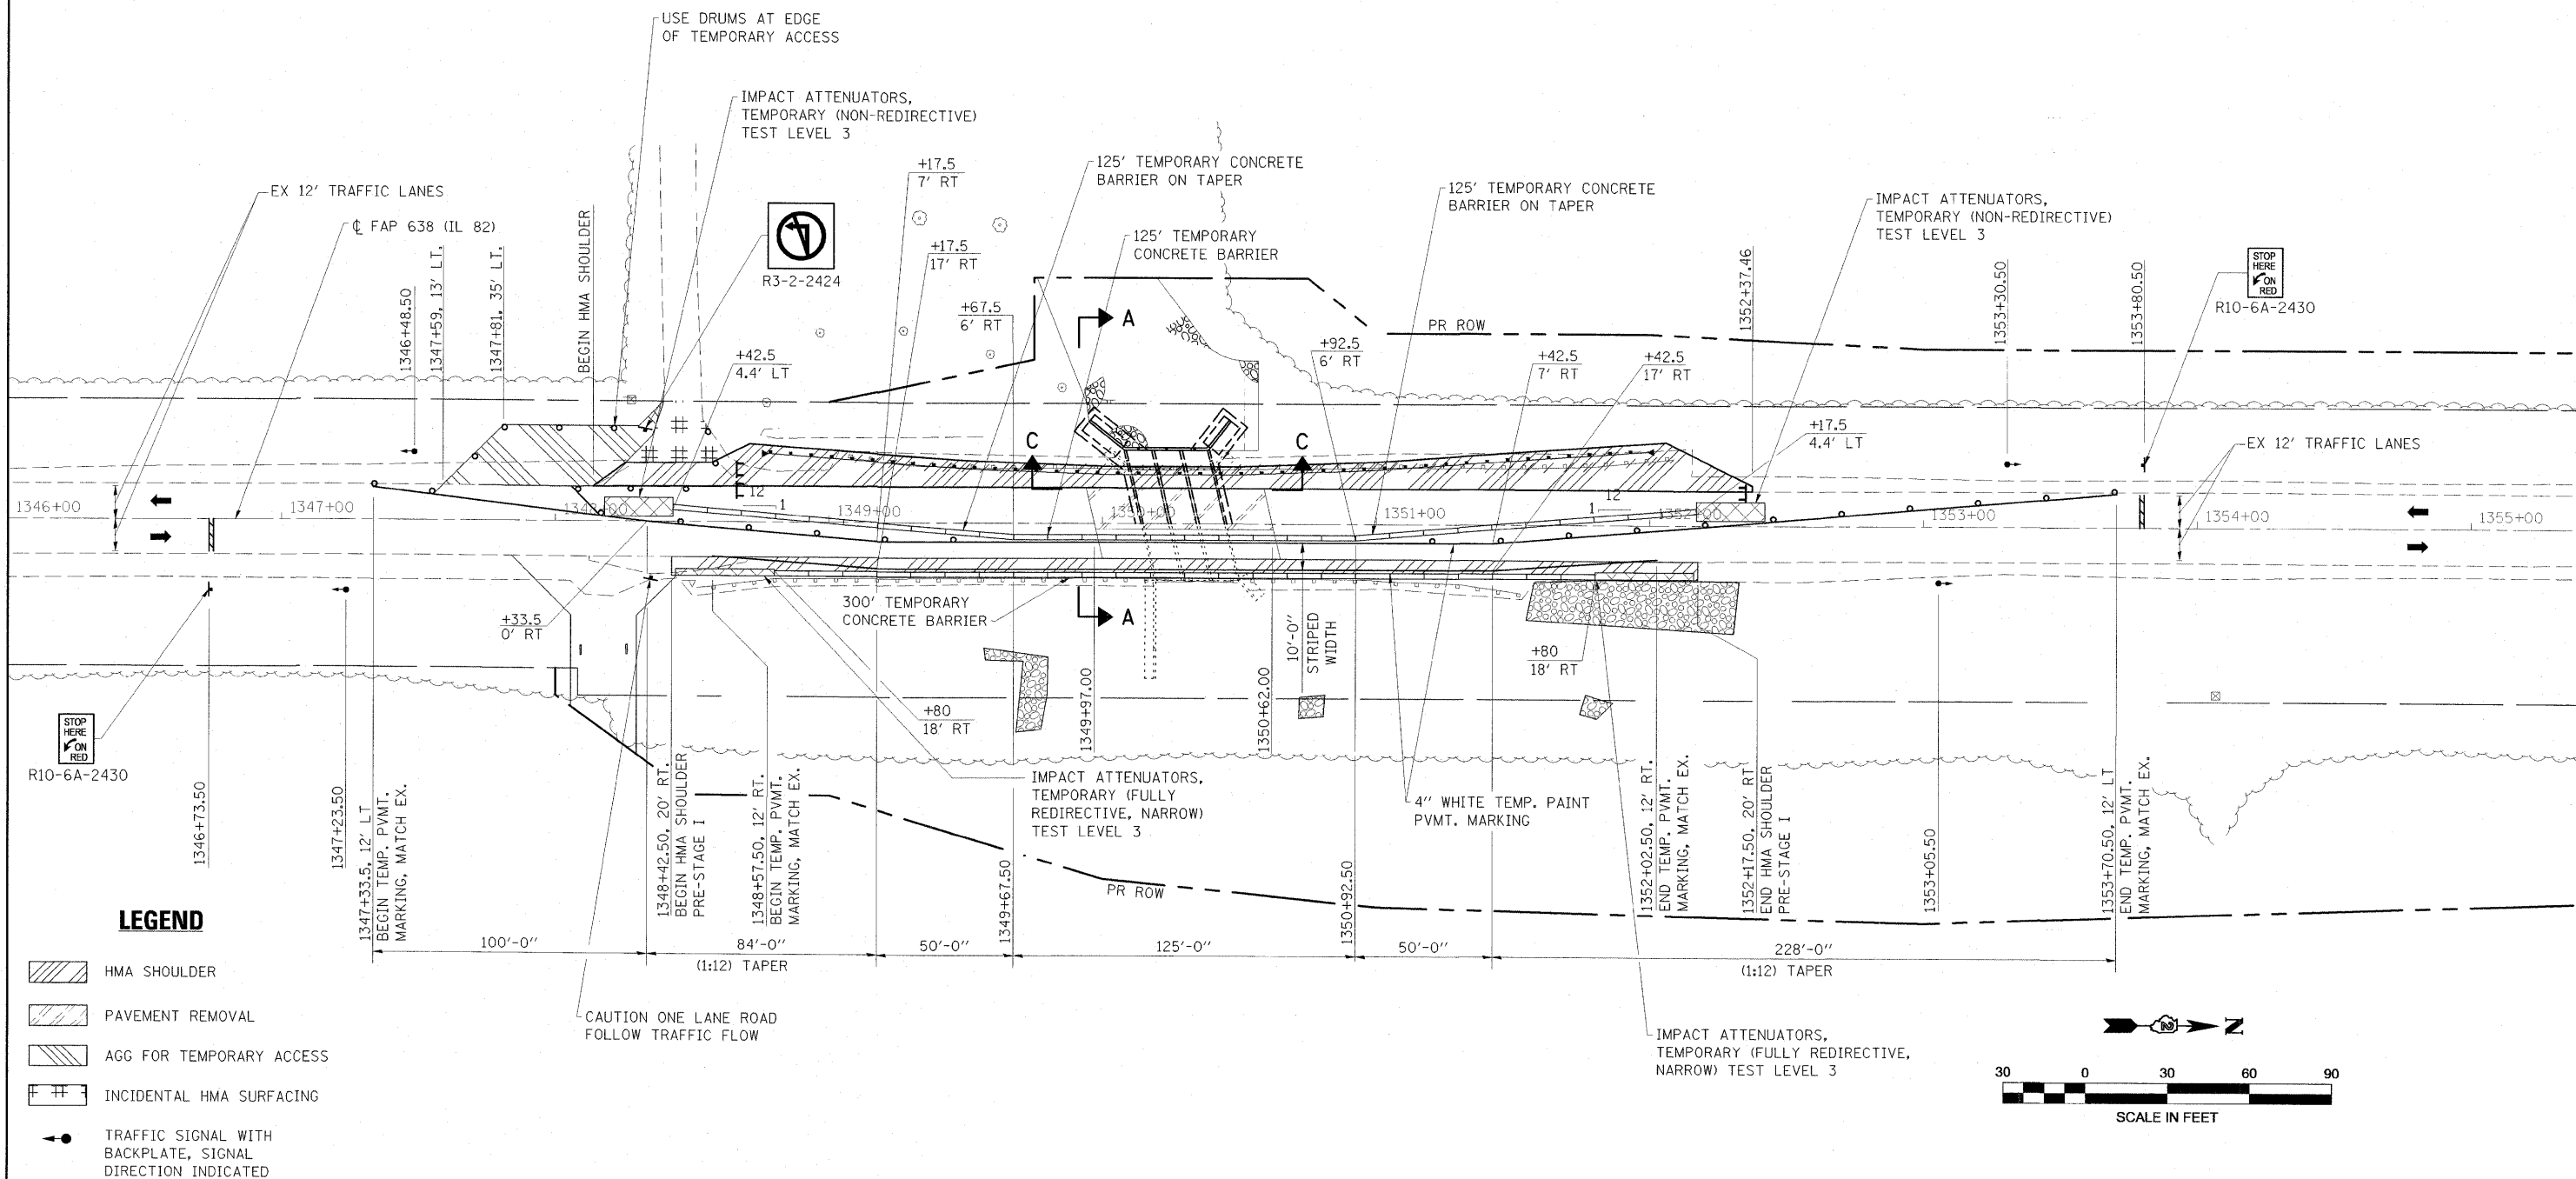 USE DRUMS AT EDGE
OF TEMPORARY ACCESS
IMPACT ATTENUATORS,
TEMPORARY (NON-REDIRECTIVE)
TEST LEVEL 3
EX 12' TRAFFIC LANES
℄ FAP 638 (IL 82)
1346+48.50
1347+59, 13' LT.
1347+81, 35' LT.
BEGIN HMA SHOULDER
R3-2-2424
+17.5
7' RT
+17.5
17' RT
+67.5
6' RT
+42.5
4.4' LT
125' TEMPORARY CONCRETE
BARRIER ON TAPER
125' TEMPORARY
CONCRETE BARRIER
A
125' TEMPORARY CONCRETE
BARRIER ON TAPER
PR ROW
+92.5
6' RT
+42.5
7' RT
+42.5
17' RT
IMPACT ATTENUATORS,
TEMPORARY (NON-REDIRECTIVE)
TEST LEVEL 3
1352+37.46
1353+30.50
1353+80.50
STOP
HERE
ON
RED
R10-6A-2430
+17.5
4.4' LT
EX 12' TRAFFIC LANES
C
C
12
1
12
1
1346+00
1347+00
1348+00
1349+00
1350+00
1351+00
1352+00
1353+00
1354+00
1355+00
+33.5
0' RT
300' TEMPORARY
CONCRETE BARRIER
A
10'-0"
STRIPED
WIDTH
+80
18' RT
+80
18' RT
STOP
HERE
ON
RED
R10-6A-2430
1346+73.50
1347+23.50
1347+33.5, 12' LT
BEGIN TEMP. PVMT.
MARKING, MATCH EX.
1348+42.50, 20' RT.
BEGIN HMA SHOULDER
PRE-STAGE I
1348+57.50, 12' RT.
BEGIN TEMP. PVMT.
MARKING, MATCH EX.
1349+67.50
1349+97.00
1350+62.00
1350+92.50
IMPACT ATTENUATORS,
TEMPORARY (FULLY
REDIRECTIVE, NARROW)
TEST LEVEL 3
4" WHITE TEMP. PAINT
PVMT. MARKING
1352+02.50, 12' RT.
END TEMP. PVMT.
MARKING, MATCH EX.
1352+17.50, 20' RT
END HMA SHOULDER
PRE-STAGE I
1353+05.50
1353+70.50, 12' LT
END TEMP. PVMT.
MARKING, MATCH EX.
PR ROW
100'-0"
84'-0"
(1:12) TAPER
50'-0"
125'-0"
50'-0"
228'-0"
(1:12) TAPER
CAUTION ONE LANE ROAD
FOLLOW TRAFFIC FLOW
IMPACT ATTENUATORS,
TEMPORARY (FULLY REDIRECTIVE,
NARROW) TEST LEVEL 3
LEGEND
HMA SHOULDER
PAVEMENT REMOVAL
AGG FOR TEMPORARY ACCESS
INCIDENTAL HMA SURFACING
TRAFFIC SIGNAL WITH
BACKPLATE, SIGNAL
DIRECTION INDICATED
N
30 0 30 60 90
SCALE IN FEET